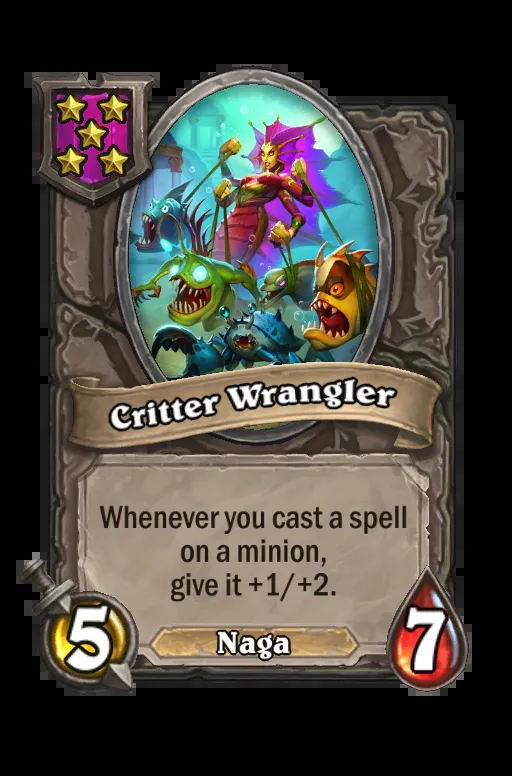 Critter Wrangler
Whenever you cast a spell
on a minion,
give it +1/+2.
5
Naga
7